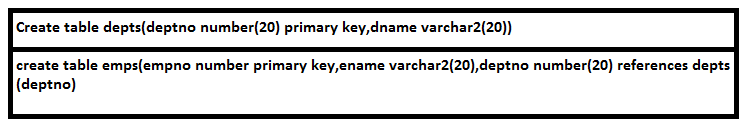 Create table depts(deptno number(20) primary key,dname varchar2(20))
create table emps(empno number primary key,ename varchar2(20),deptno number(20) references depts
(deptno)